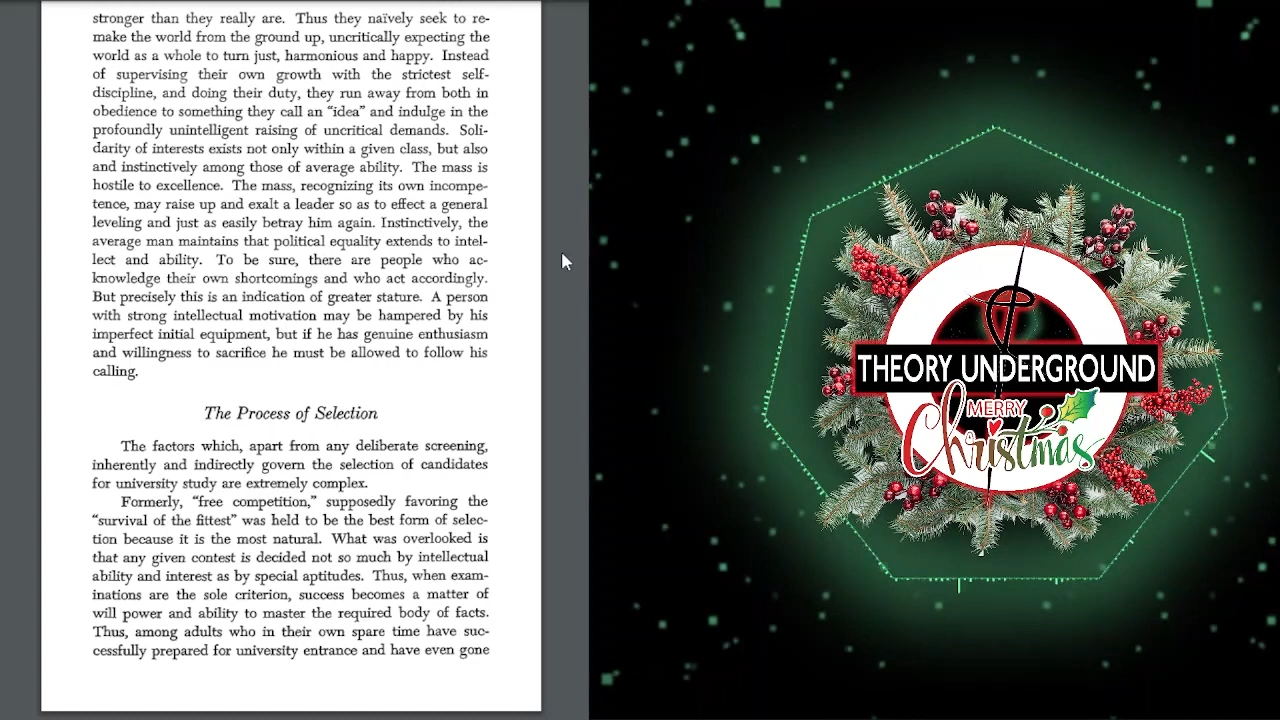 stronger than they really are. Thus they naïvely seek to re-
make the world from the ground up, uncritically expecting the
world as a whole to turn just, harmonious and happy. Instead
of supervising their own growth with the strictest self-
discipline, and doing their duty, they run away from both in
obedience to something they call an “idea” and indulge in the
profoundly unintelligent raising of uncritical demands. Soli-
darity of interests exists not only within a given class, but also
and instinctively among those of average ability. The mass is
hostile to excellence. The mass, recognizing its own incompe-
tence, may raise up and exalt a leader so as to effect a general
leveling and just as easily betray him again. Instinctively, the
average man maintains that political equality extends to intel-
lect and ability. To be sure, there are people who ac-
knowledge their own shortcomings and who act accordingly.
But precisely this is an indication of greater stature. A person
with strong intellectual motivation may be hampered by his
imperfect initial equipment, but if he has genuine enthusiasm
and willingness to sacrifice he must be allowed to follow his
calling.
The Process of Selection
The factors which, apart from any deliberate screening,
inherently and indirectly govern the selection of candidates
for university study are extremely complex.
Formerly, “free competition,” supposedly favoring the
“survival of the fittest” was held to be the best form of selec-
tion because it is the most natural. What was overlooked is
that any given contest is decided not so much by intellectual
ability and interest as by special aptitudes. Thus, when exam-
inations are the sole criterion, success becomes a matter of
will power and ability to master the required body of facts.
Thus, among adults who in their own spare time have suc-
cessfully prepared for university entrance and have even gone
THEORY UNDERGROUND
MERRY
Christmas